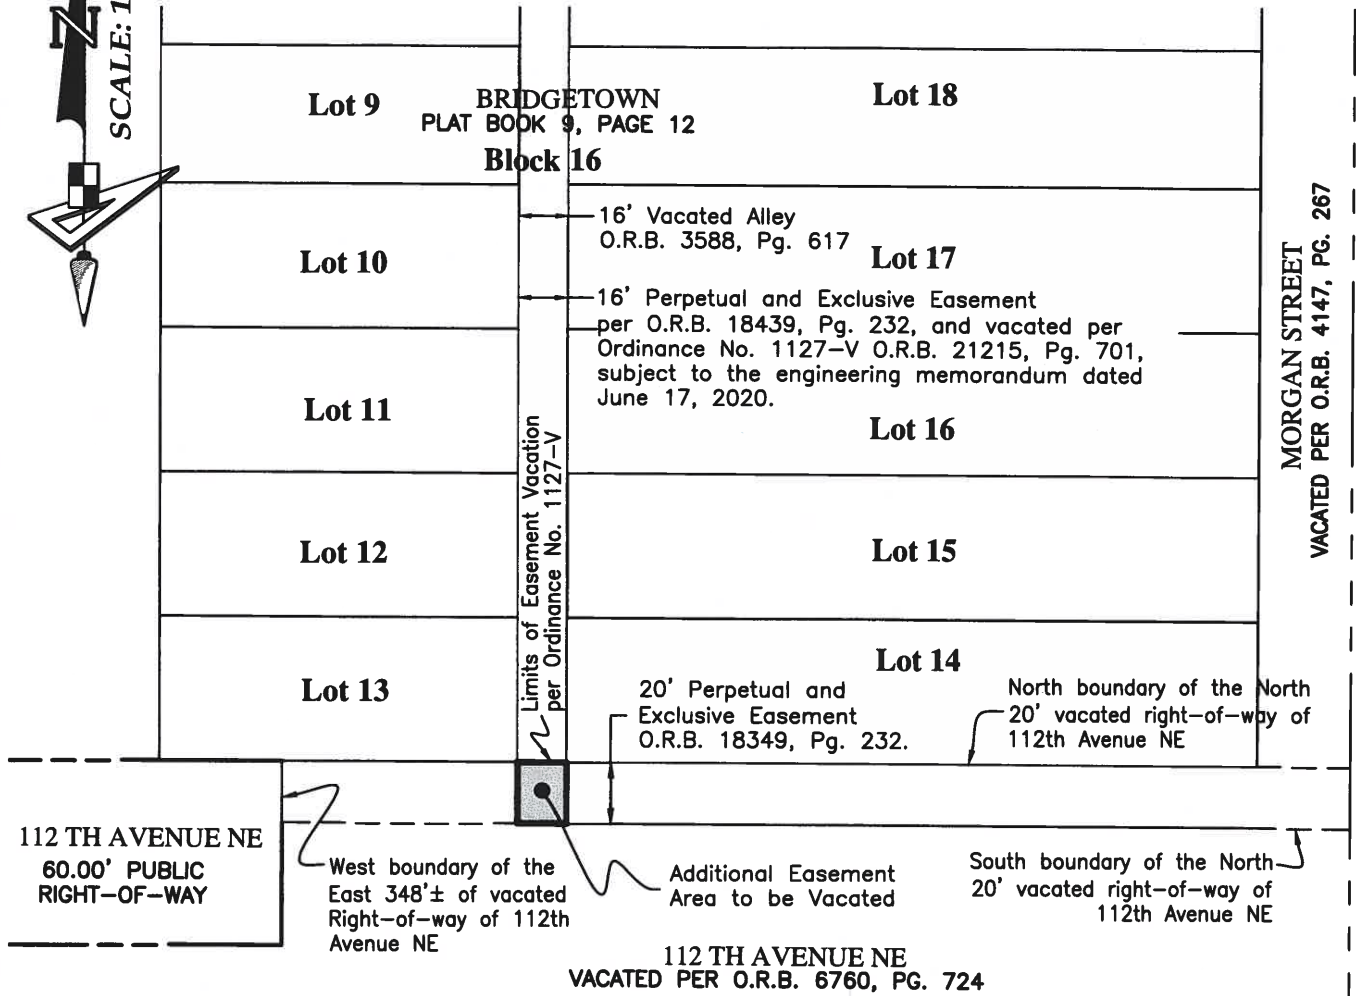 N
SCALE: 1
Lot 9
BRIDGETOWN
PLAT BOOK 9, PAGE 12
Block 16
Lot 18
16' Vacated Alley
O.R.B. 3588, Pg. 617
Lot 10
Lot 17
16' Perpetual and Exclusive Easement
per O.R.B. 18439, Pg. 232, and vacated per
Ordinance No. 1127-V O.R.B. 21215, Pg. 701,
subject to the engineering memorandum dated
June 17, 2020.
Lot 11
Lot 16
MORGAN STREET
VACATED PER O.R.B. 4147, PG. 267
Limits of Easement Vacation
per Ordinance No. 1127-V
Lot 12
Lot 15
Lot 13
Lot 14
20' Perpetual and
Exclusive Easement
O.R.B. 18349, Pg. 232.
North boundary of the North
20' vacated right-of-way of
112th Avenue NE
112 TH AVENUE NE
60.00' PUBLIC
RIGHT-OF-WAY
West boundary of the
East 348'± of vacated
Right-of-way of 112th
Avenue NE
Additional Easement
Area to be Vacated
South boundary of the North
20' vacated right-of-way of
112th Avenue NE
112 TH AVENUE NE
VACATED PER O.R.B. 6760, PG. 724